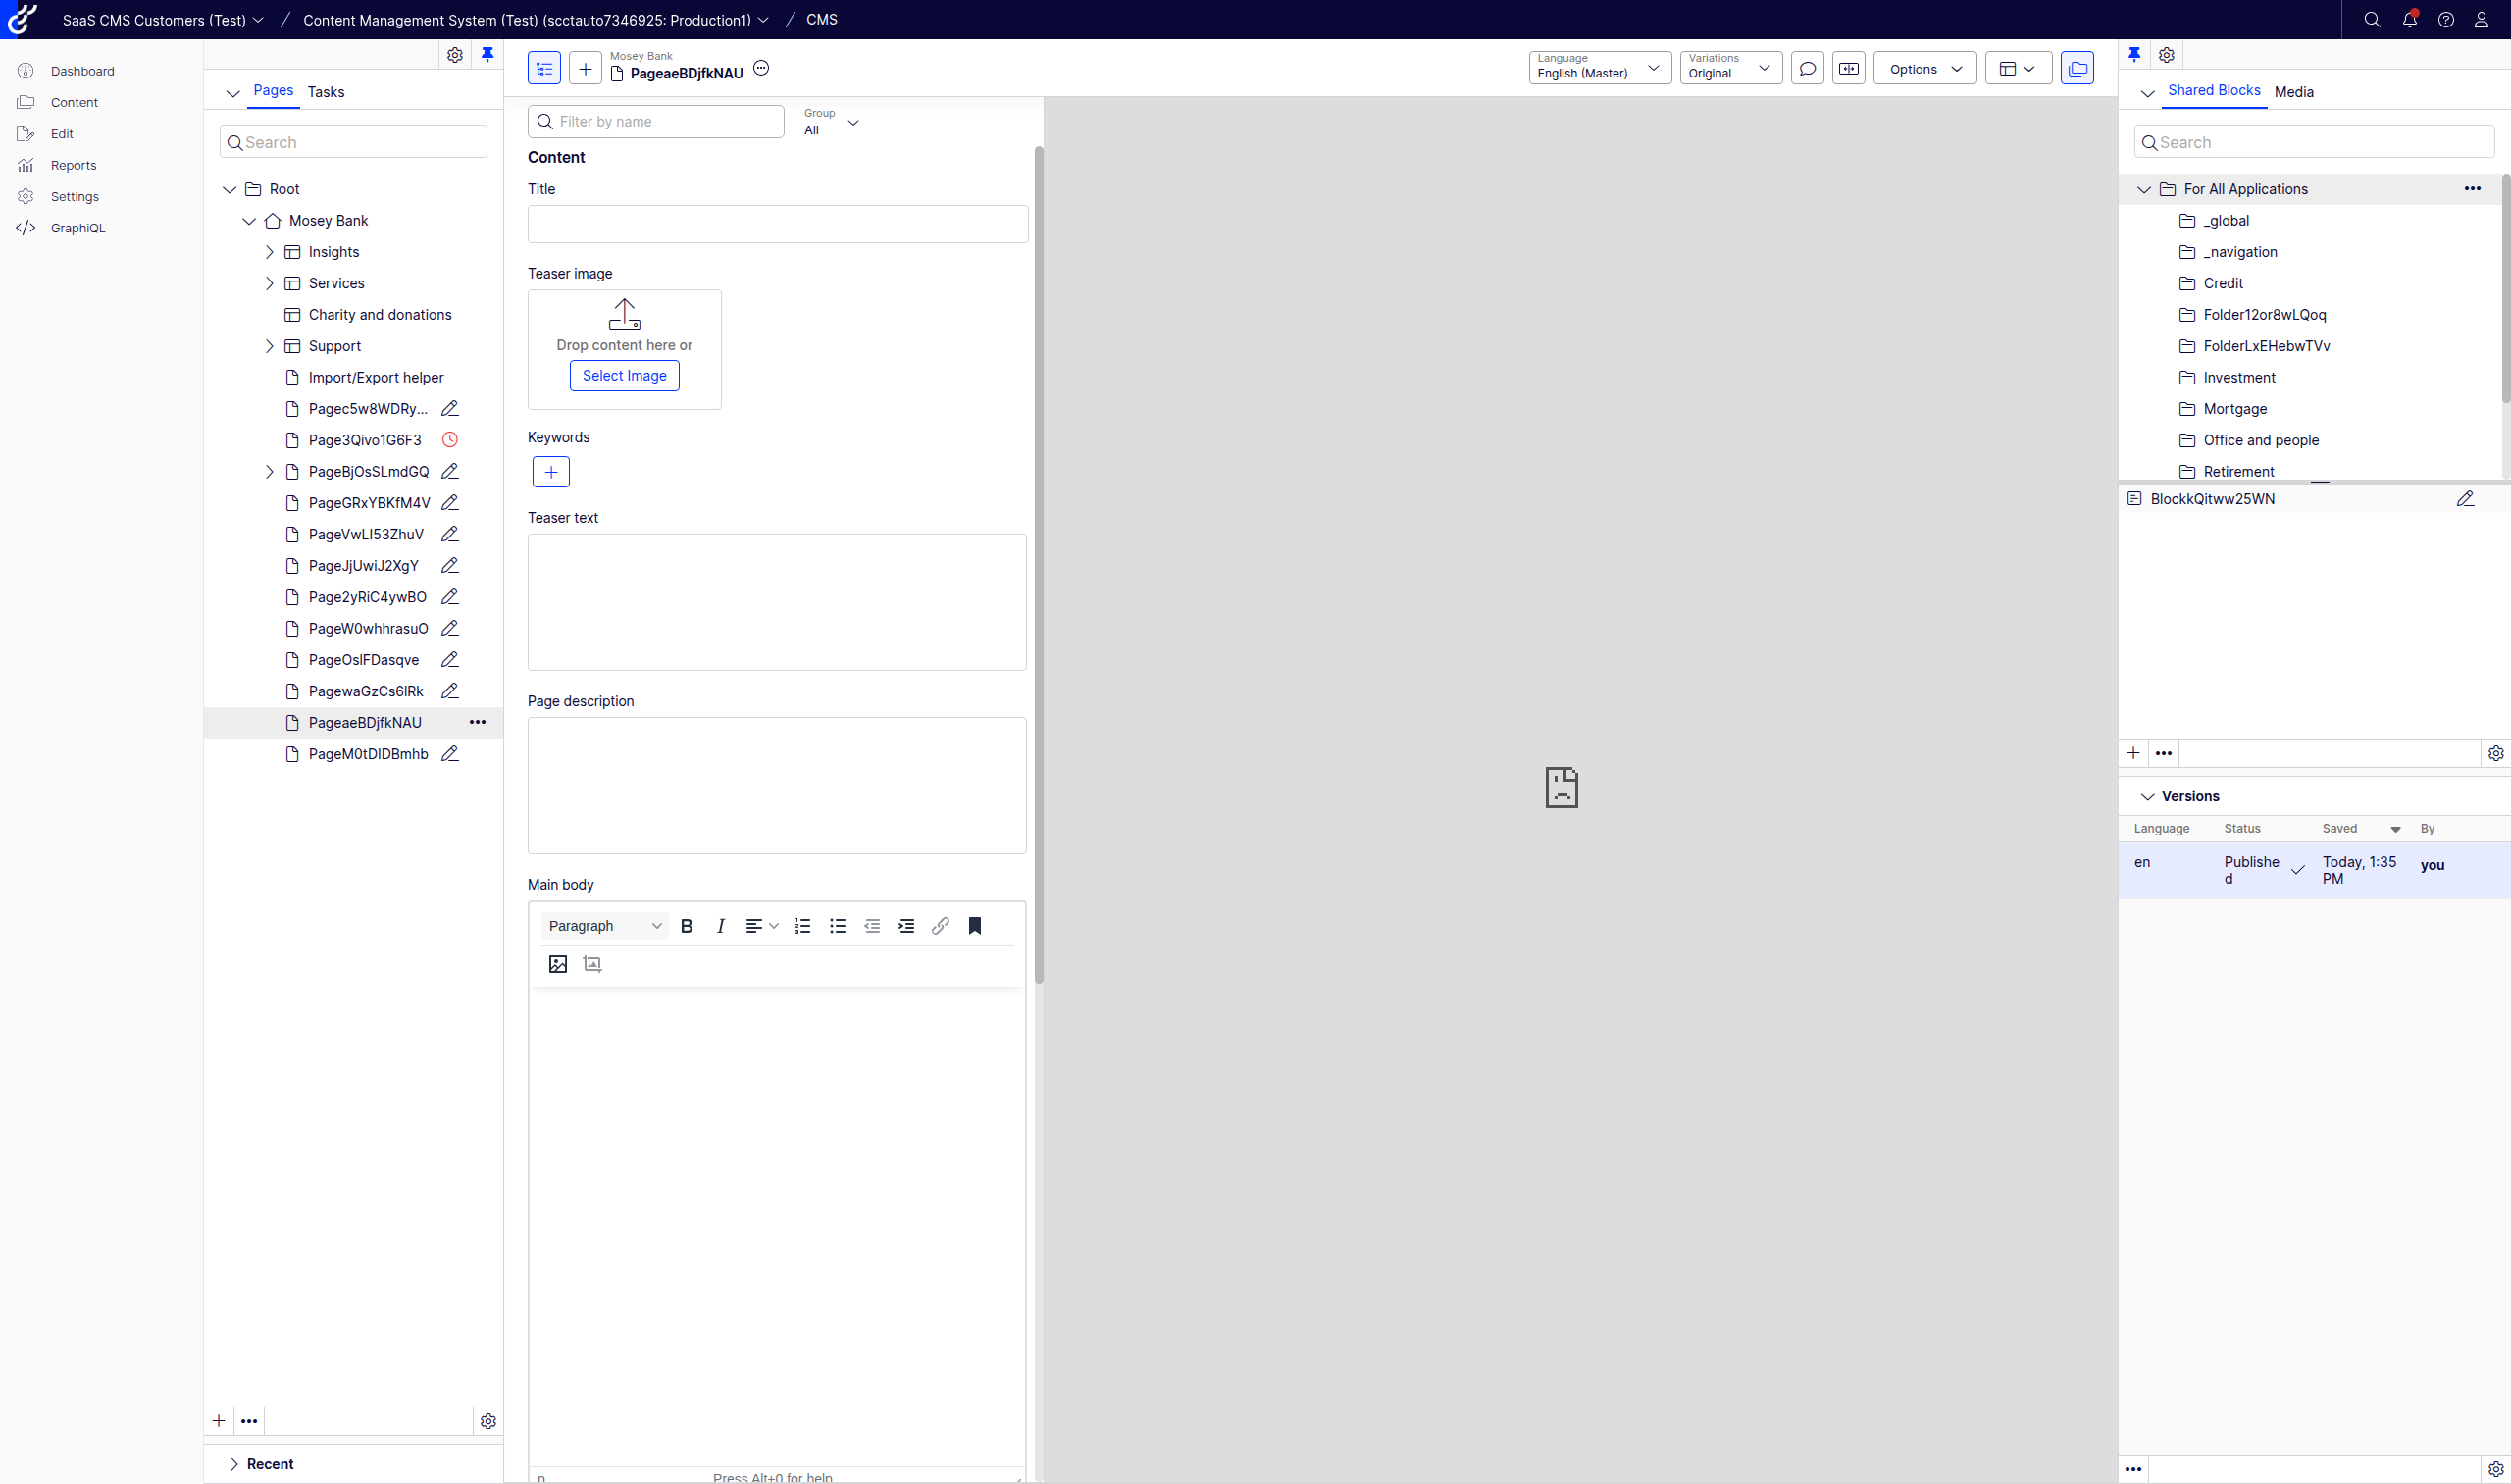 SaaS CMS Customers (Test) / Content Management System (Test) (scctauto7346925: Production1) / CMS
Dashboard
Content
Edit
Reports
Settings
GraphiQL
Pages Tasks
Search
Root
Mosey Bank
Insights
Services
Charity and donations
Support
Import/Export helper
Pagec5w8WDRy...
Page3Qivo1G6F3
PageBjOsSLmdGQ
PageGRxYBKfM4V
PageVwLI53ZhuV
PageJjUwiJ2XgY
Page2yRiC4ywBO
PageW0whhrasuO
PageOsIFDasqve
PagewaGzCs6IRk
PageaeBDjfkNAU
PageM0tDIDBmhb
Recent
Mosey Bank
PageaeBDjfkNAU
Language
English (Master)
Variations
Original
Options
Filter by name
Group
All
Content
Title
Teaser image
Drop content here or
Select Image
Keywords
Teaser text
Page description
Main body
Paragraph
B I
p Press Alt+0 for help
Shared Blocks Media
Search
For All Applications
_global
_navigation
Credit
Folder12or8wLQoq
FolderLxEHebwTVv
Investment
Mortgage
Office and people
Retirement
BlockkQitww25WN
Versions
Language Status Saved By
en Publishe Today, 1:35 you
d PM